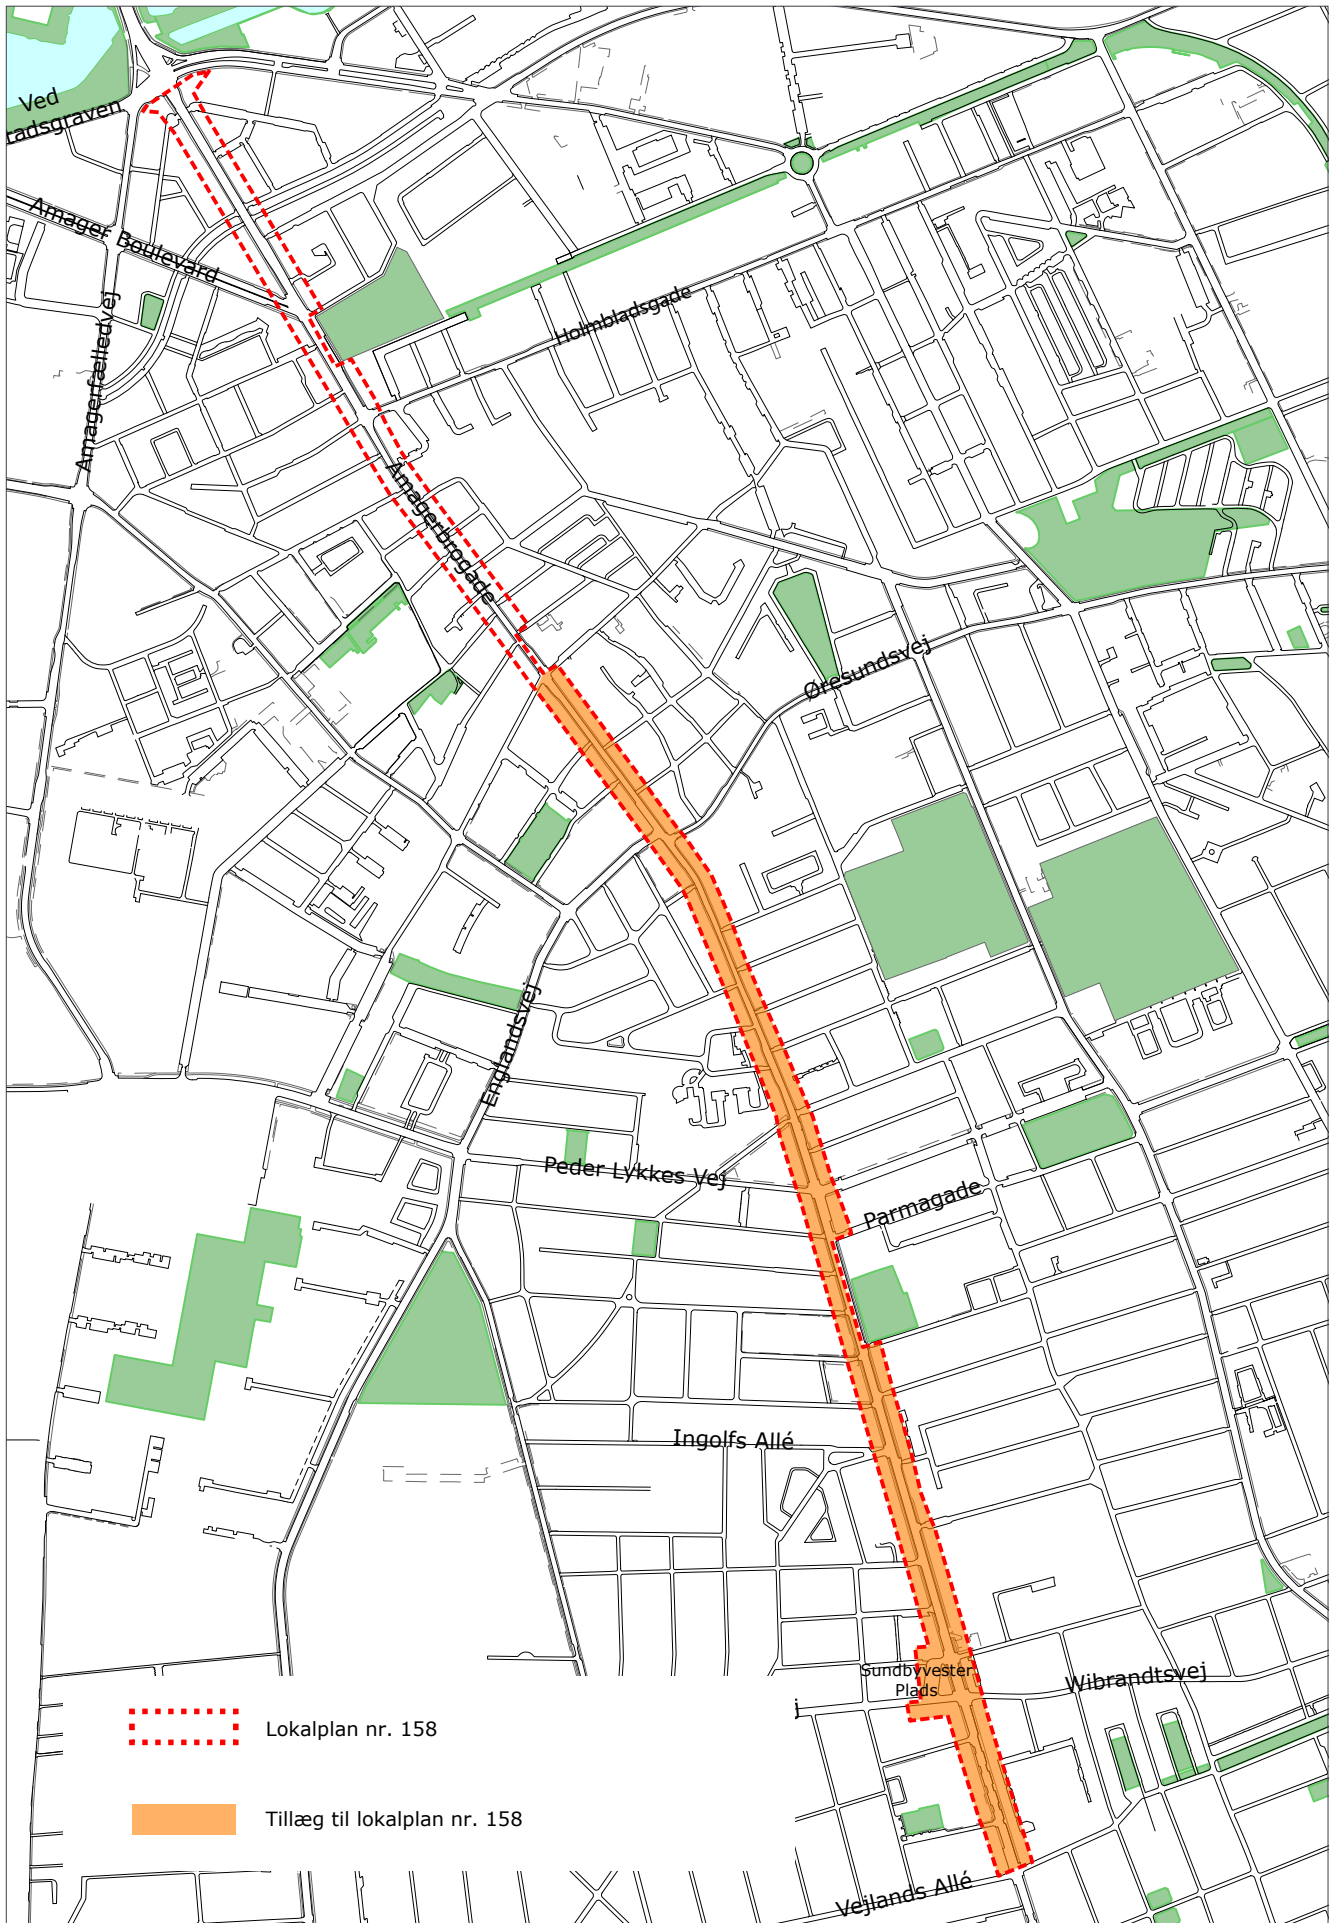 Ved
radsgraven
Amager Boulevard
Amagerfælledvej
Holmbladsgade
Amagerbrogade
Øresundsvej
Englandsvej
Peder Lykkes Vej
Parmagade
Ingolfs Allé
Sundbyvester
Plads
Wibrandtsvej
j
Lokalplan nr. 158
Tillæg til lokalplan nr. 158
Vejlands Allé